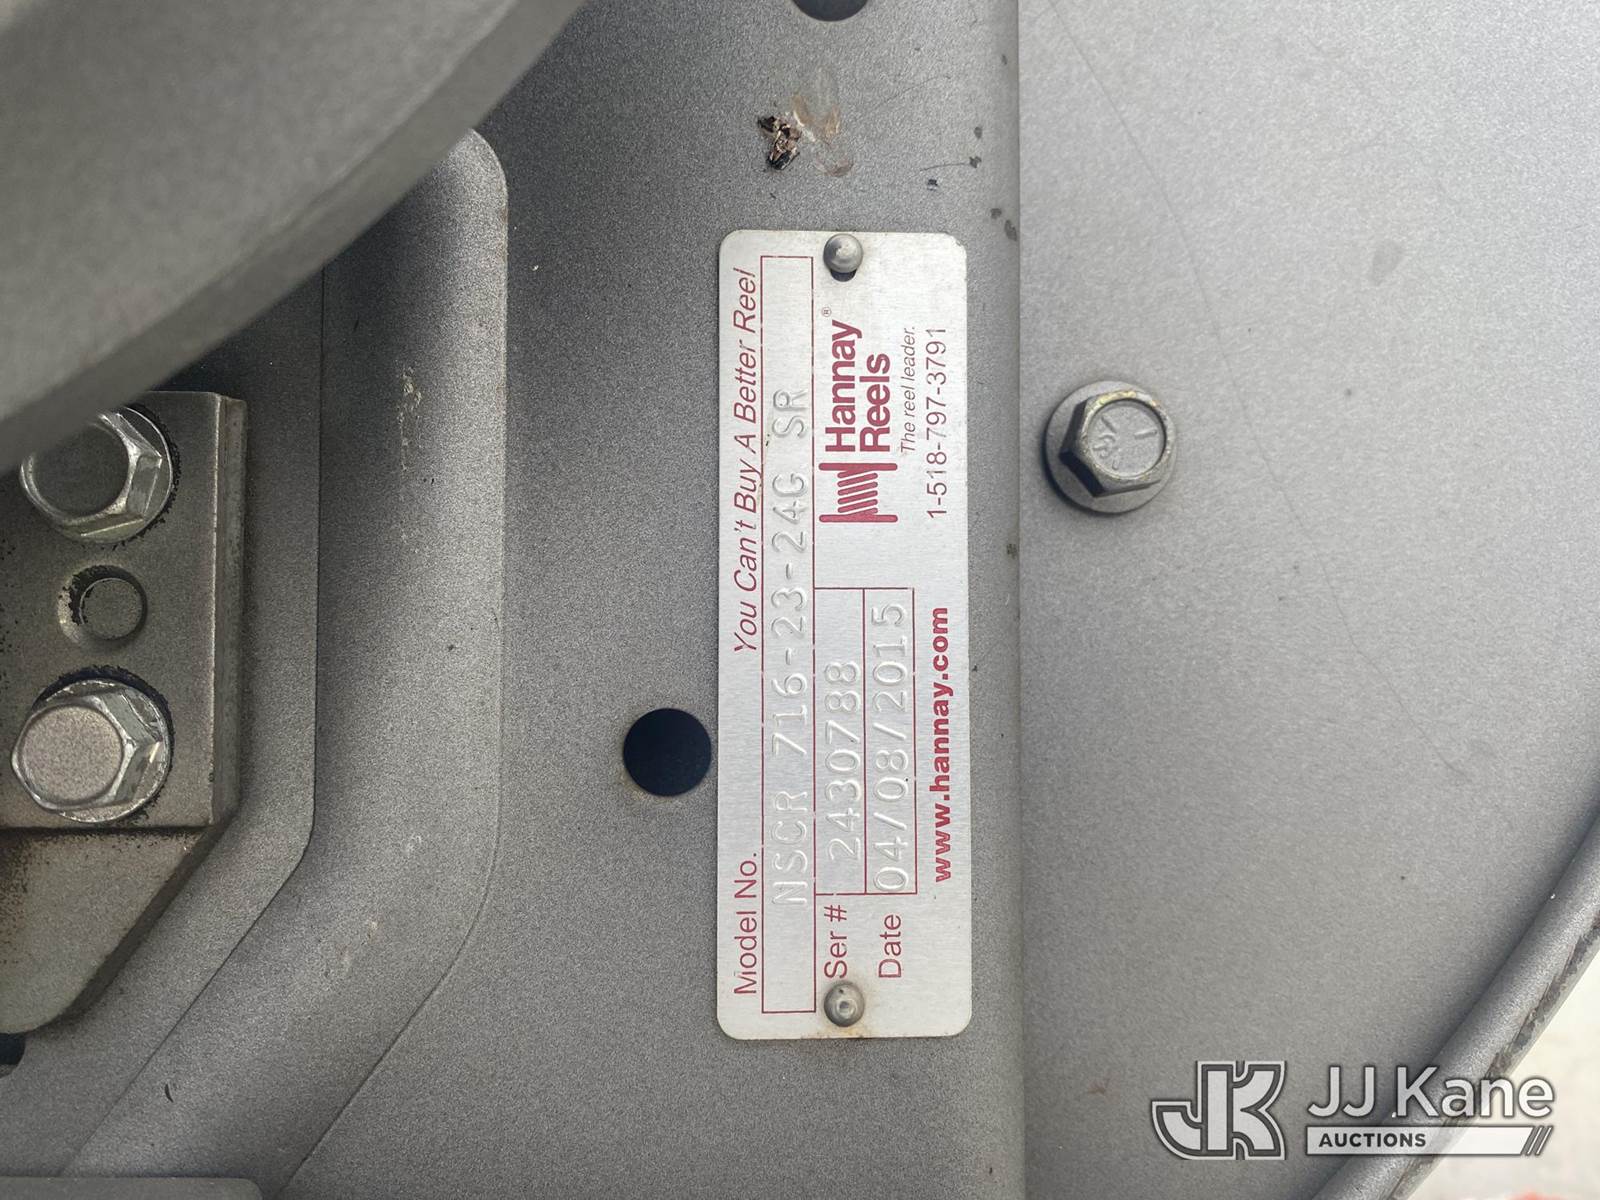 Model No. You Can't Buy A Better Reel
NSCR 716-23-24G SR
Ser # 2430788
Date 04/08/2015
Hannay®
Reels
The reel leader.
www.hannay.com 1-518-797-3791
JJ Kane
AUCTIONS
JK